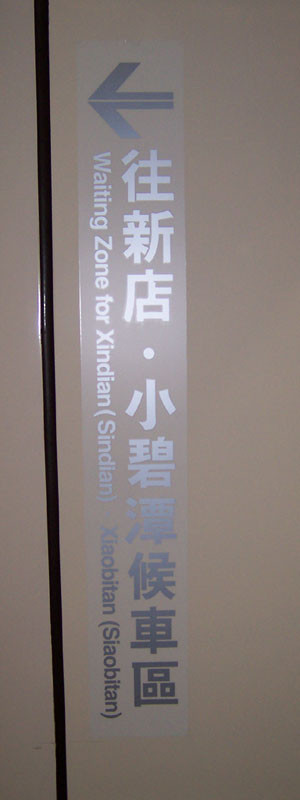 往新店・小碧潭候車區
Waiting Zone for Xindian (Sindian)・Xiaobitan (Siaobitan)